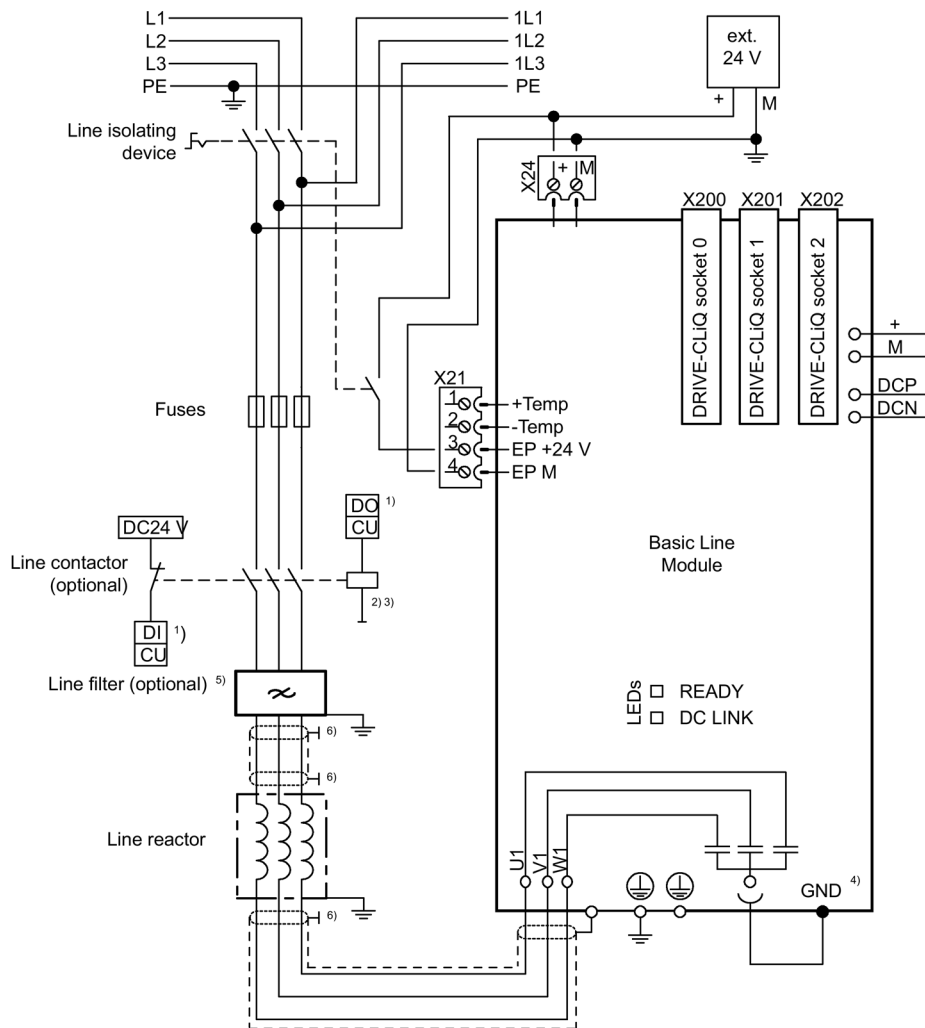 L1 1L1
L2 1L2
L3 1L3
PE PE
ext.
24 V
+ M
Line isolating
device
X24
+ M
X200 X201 X202
DRIVE-CLiQ socket 0
DRIVE-CLiQ socket 1
DRIVE-CLiQ socket 2
+
M
DCP
DCN
X21
1 +Temp
2 -Temp
3 EP +24 V
4 EP M
Fuses
DO 1)
CU
DC24 V
Line contactor
(optional)
2) 3)
DI 1)
CU
Basic Line
Module
Line filter (optional) 5)
LEDs
READY
DC LINK
6)
6)
Line reactor
U1
V1
W1
GND 4)
6)